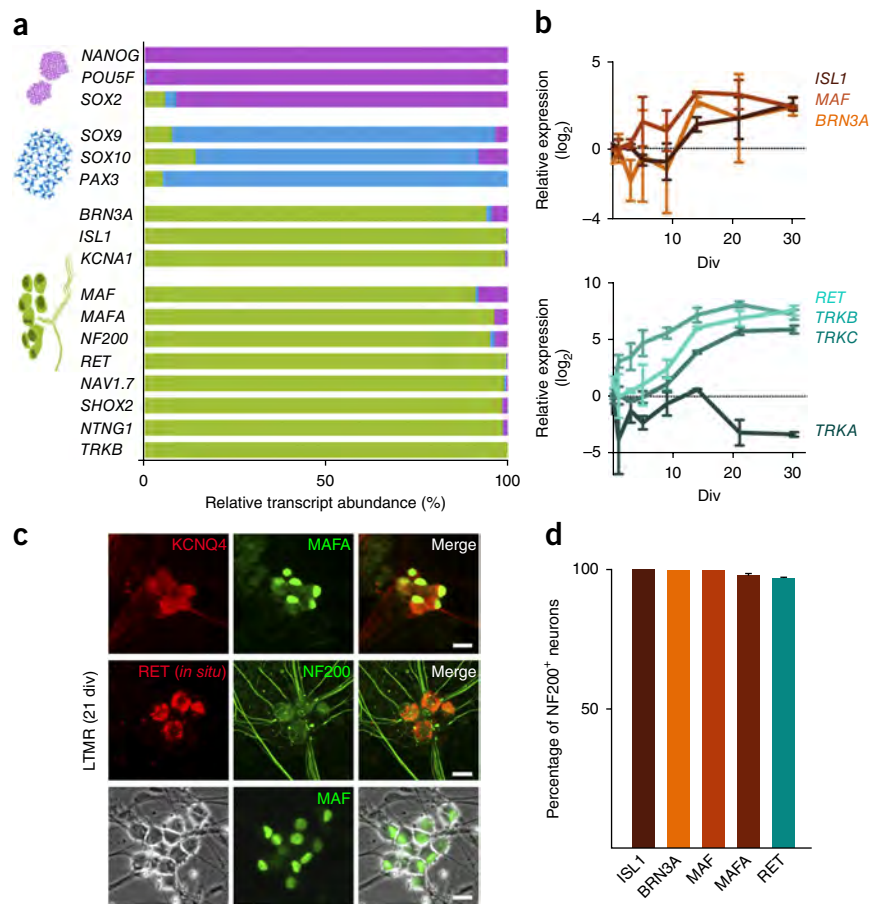 a
NANOG
POU5F
SOX2
SOX9
SOX10
PAX3
BRN3A
ISL1
KCNA1
MAF
MAFA
NF200
RET
NAV1.7
SHOX2
NTNG1
TRKB
0 50 100
Relative transcript abundance (%)
b
Relative expression
(log2)
5
0
–4
10 20 30
Div
ISL1
MAF
BRN3A
Relative expression
(log2)
10
5
0
–5
10 20 30
Div
RET
TRKB
TRKC
TRKA
c
LTMR (21 div)
KCNQ4 MAFA Merge
RET (in situ) NF200 Merge
MAF
d
Percentage of NF200+ neurons
100
50
ISL1 BRN3A MAF MAFA RET